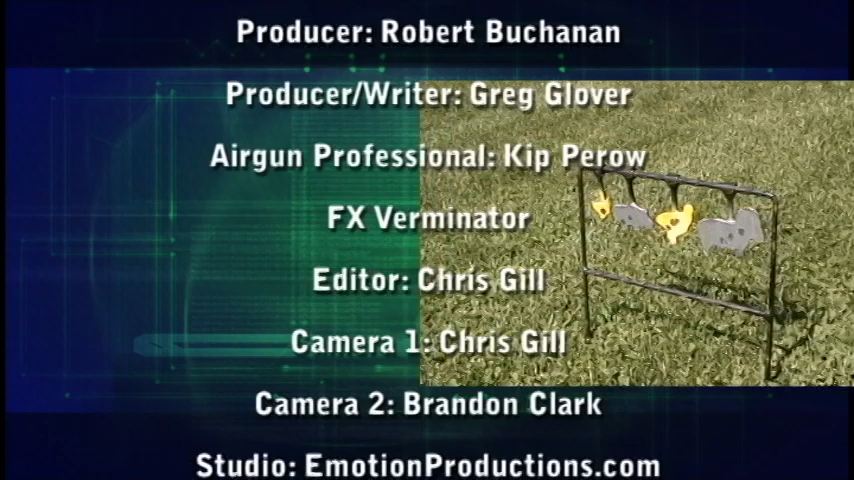 Producer: Robert Buchanan
Producer/Writer: Greg Glover
Airgun Professional: Kip Perow
FX Verminator
Editor: Chris Gill
Camera 1: Chris Gill
Camera 2: Brandon Clark
Studio: EmotionProductions.com